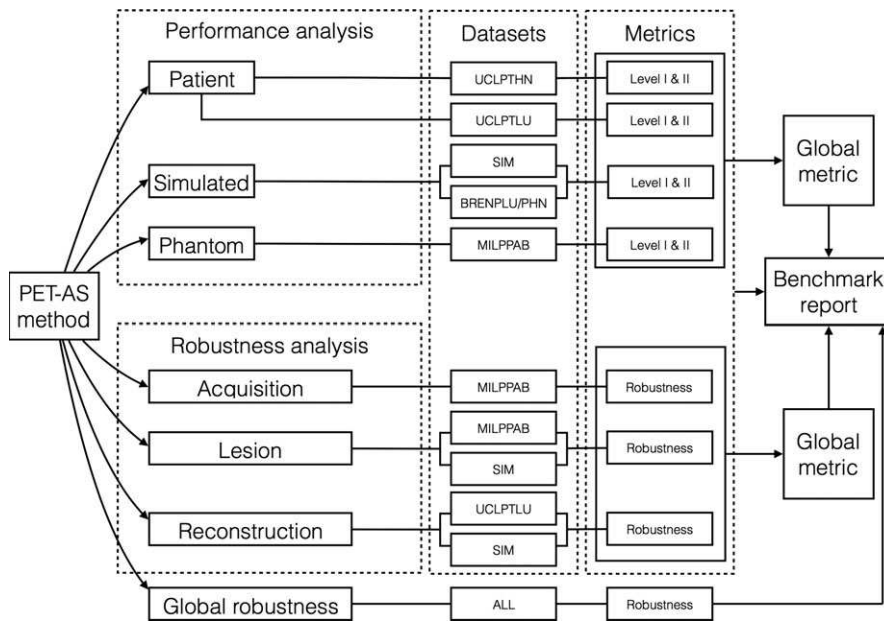 Performance analysis
Datasets
Metrics
Patient
UCLPTHN
Level I & II
UCLPTLU
Level I & II
Global
metric
SIM
Simulated
Level I & II
BRENPLU/PHN
Phantom
MILPPAB
Level I & II
PET-AS
method
Benchmark
report
Robustness analysis
Acquisition
MILPPAB
Robustness
MILPPAB
Lesion
Robustness
SIM
Global
metric
UCLPTLU
Reconstruction
Robustness
SIM
Global robustness
ALL
Robustness